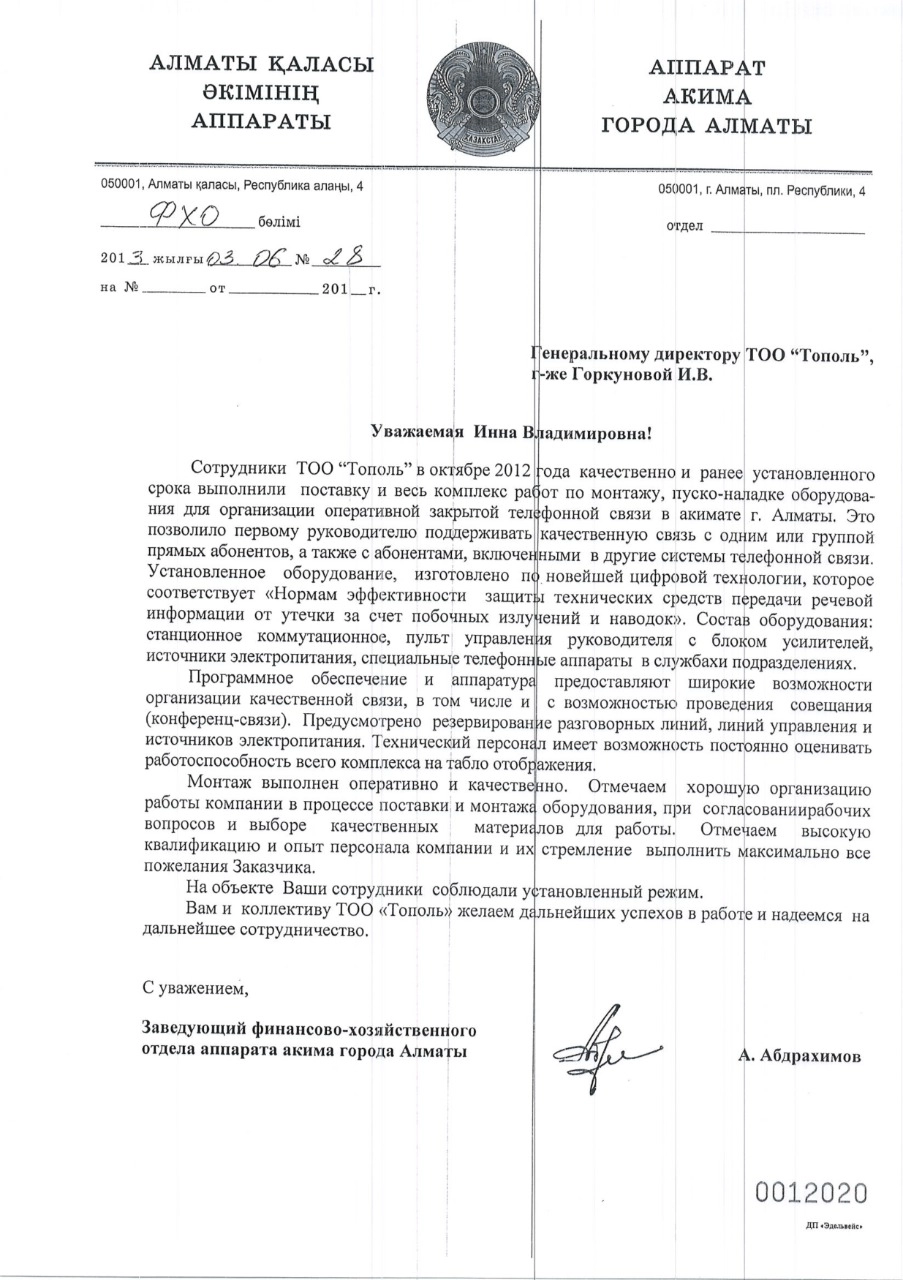 АЛМАТЫ ҚАЛАСЫ
ӘКІМІНІҢ
АППАРАТЫ
ҚАЗАҚСТАН
АППАРАТ
АКИМА
ГОРОДА АЛМАТЫ
050001, Алматы қаласы, Республика алаңы, 4
ФХО бөлімі
2013 жылғы 03. 06 № 28
на № ________ от ____________ 201__г.
050001, г. Алматы, пл. Республики, 4
отдел ____________________
Генеральному директору ТОО “Тополь”,
г-же Горкуновой И.В.
Уважаемая Инна Владимировна!
Сотрудники ТОО “Тополь” в октябре 2012 года качественно и ранее установленного
срока выполнили поставку и весь комплекс работ по монтажу, пуско-наладке оборудова-
ния для организации оперативной закрытой телефонной связи в акимате г. Алматы. Это
позволило первому руководителю поддерживать качественную связь с одним или группой
прямых абонентов, а также с абонентами, включенными в другие системы телефонной связи.
Установленное оборудование, изготовлено по новейшей цифровой технологии, которое
соответствует «Нормам эффективности защиты технических средств передачи речевой
информации от утечки за счет побочных излучений и наводок». Состав оборудования:
станционное коммутационное, пульт управления руководителя с блоком усилителей,
источники электропитания, специальные телефонные аппараты в службахи подразделениях.
Программное обеспечение и аппаратура предоставляют широкие возможности
организации качественной связи, в том числе и с возможностью проведения совещания
(конференц-связи). Предусмотрено резервирование разговорных линий, линий управления и
источников электропитания. Технический персонал имеет возможность постоянно оценивать
работоспособность всего комплекса на табло отображения.
Монтаж выполнен оперативно и качественно. Отмечаем хорошую организацию
работы компании в процессе поставки и монтажа оборудования, при согласованиирабочих
вопросов и выборе качественных материалов для работы. Отмечаем высокую
квалификацию и опыт персонала компании и их стремление выполнить максимально все
пожелания Заказчика.
На объекте Ваши сотрудники соблюдали установленный режим.
Вам и коллективу ТОО «Тополь» желаем дальнейших успехов в работе и надеемся на
дальнейшее сотрудничество.
С уважением,
Заведующий финансово-хозяйственного
отдела аппарата акима города Алматы
А. Абдрахимов
0012020
ДП «Эдельвейс»